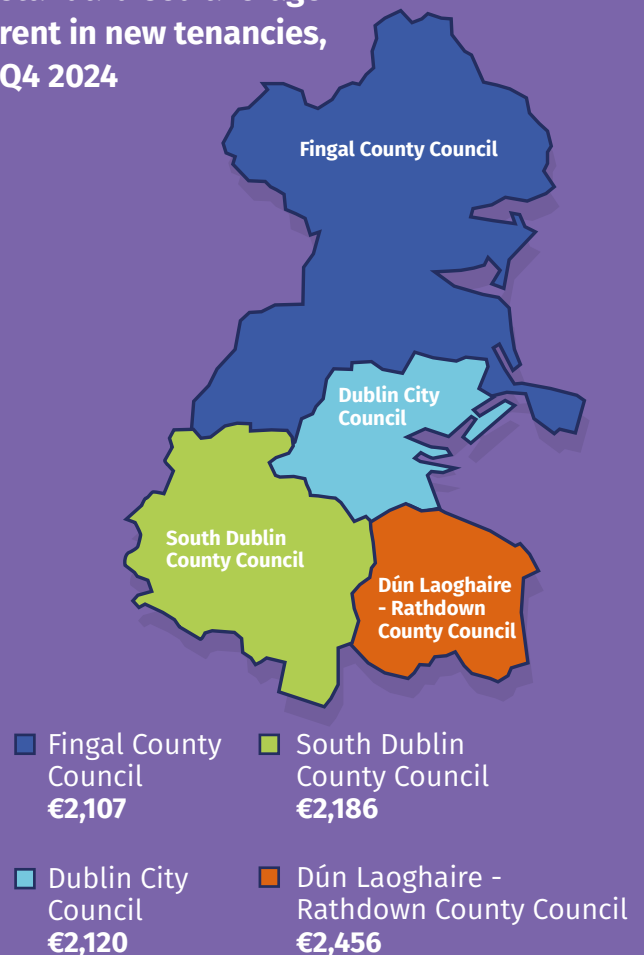 rent in new tenancies,
Q4 2024
Fingal County Council
Dublin City
Council
South Dublin
County Council
Dún Laoghaire
- Rathdown
County Council
Fingal County
Council
€2,107
South Dublin
County Council
€2,186
Dublin City
Council
€2,120
Dún Laoghaire -
Rathdown County Council
€2,456